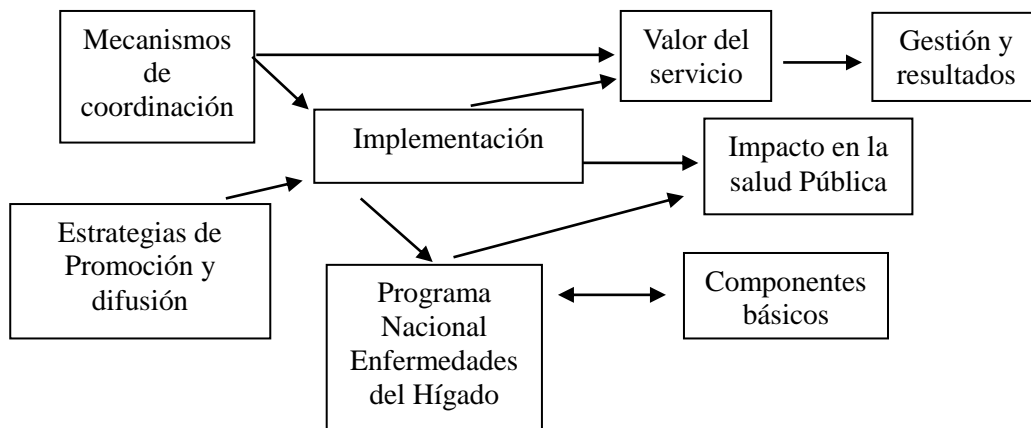 Mecanismos
de
coordinación
Valor del
servicio
Gestión y
resultados
Implementación
Impacto en la
salud Pública
Estrategias de
Promoción y
difusión
Programa
Nacional
Enfermedades
del Hígado
Componentes
básicos